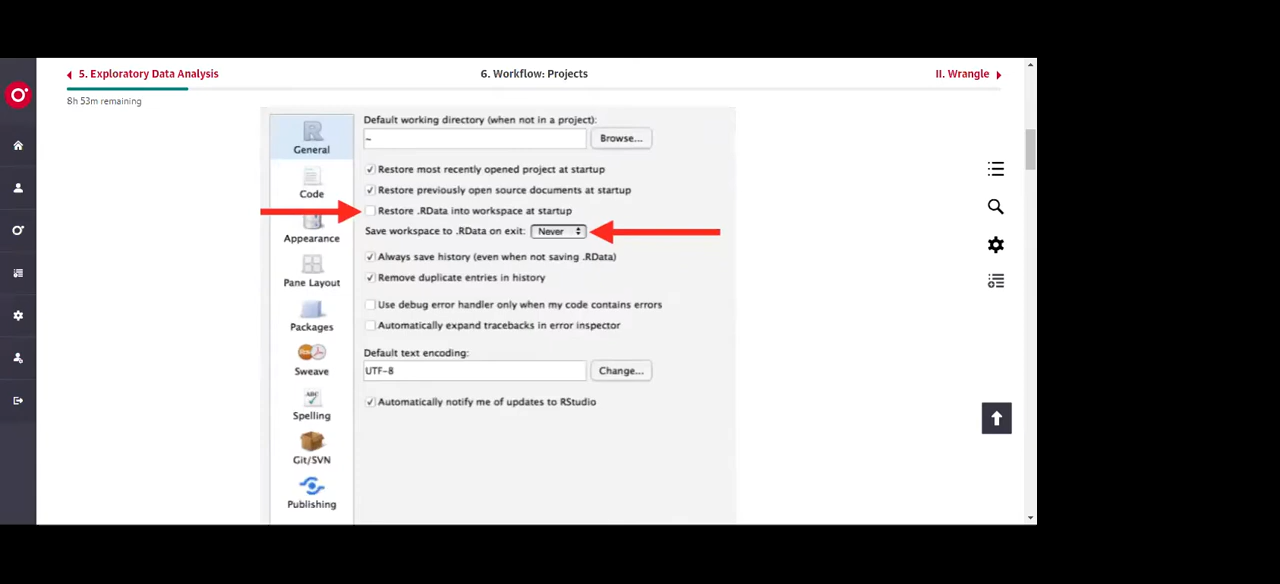 5. Exploratory Data Analysis
6. Workflow: Projects
II. Wrangle
8h 53m remaining
General
Code
Appearance
Pane Layout
Packages
Sweave
ABC
Spelling
Git/SVN
Publishing
Default working directory (when not in a project):
~
Browse...
Restore most recently opened project at startup
Restore previously open source documents at startup
Restore .RData into workspace at startup
Save workspace to .RData on exit: Never
Always save history (even when not saving .RData)
Remove duplicate entries in history
Use debug error handler only when my code contains errors
Automatically expand tracebacks in error inspector
Default text encoding:
UTF-8
Change...
Automatically notify me of updates to RStudio